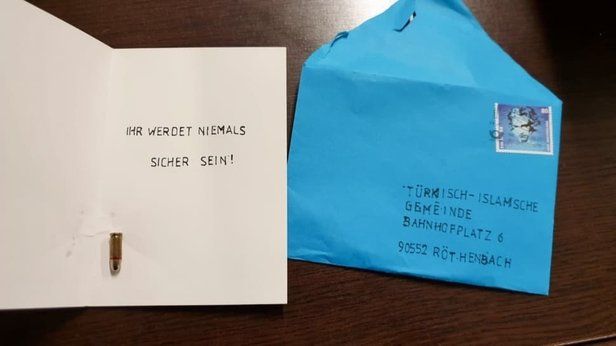 IHR WERDET NIEMALS
SICHER SEIN!
TÜRKISCH-ISLAMSCHE
GEMEINDE
BAHNHOFPLATZ 6
90552 RÖTHENBACH